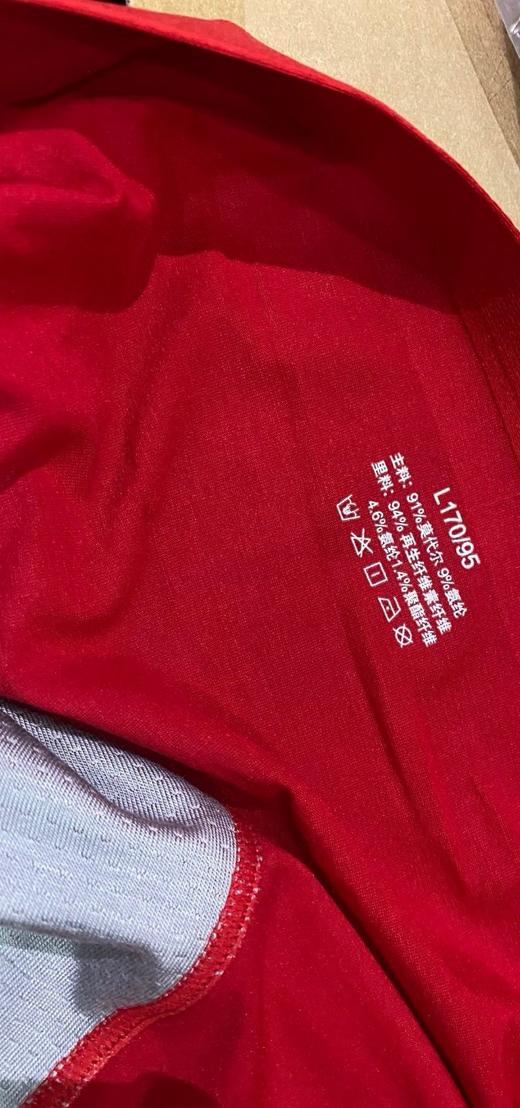 L170/95
主料：91%莫代尔 9%氨纶
里料：94% 再生纤维素纤维
4.6%氨纶1.4%聚酯纤维